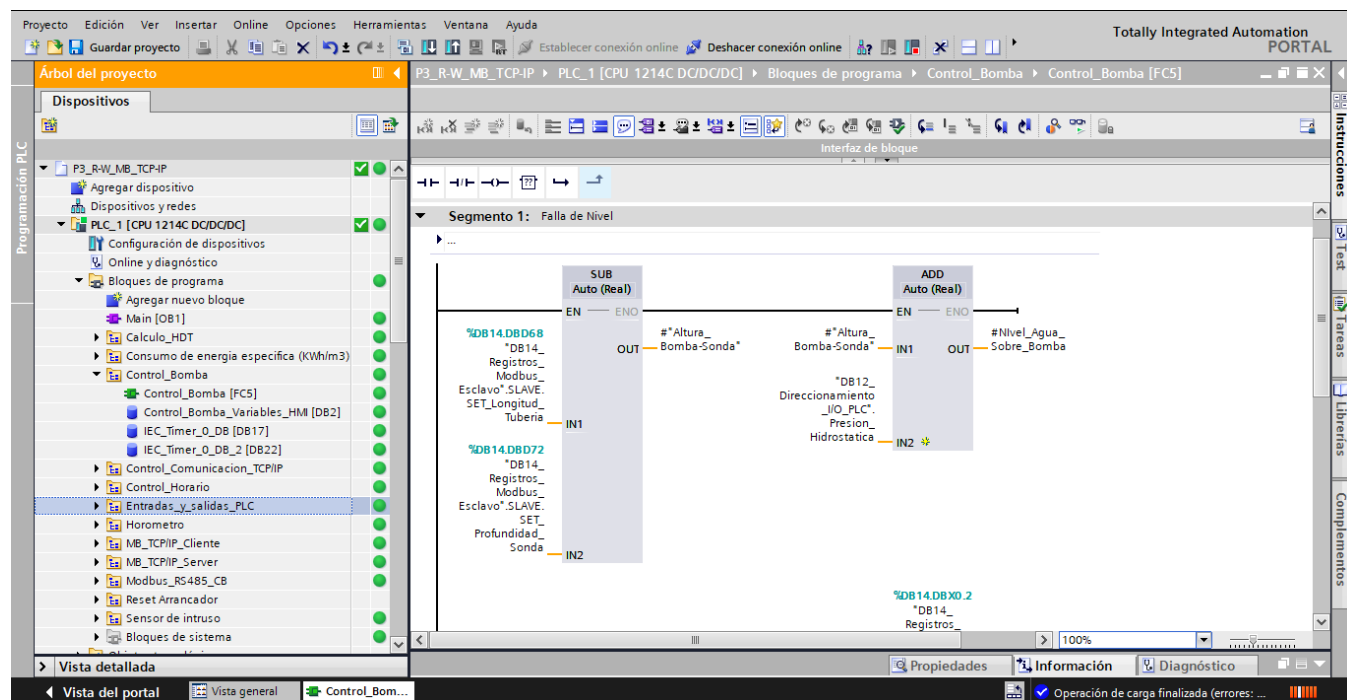 Proyecto Edición Ver Insertar Online Opciones Herramientas Ventana Ayuda
Totally Integrated Automation
PORTAL
Guardar proyecto
Establecer conexión online
Deshacer conexión online
Árbol del proyecto
P3_R-W_MB_TCP-IP
PLC_1 [CPU 1214C DC/DC/DC]
Bloques de programa
Control_Bomba
Control_Bomba [FC5]
Dispositivos
Programación PLC
P3_R-W_MB_TCP-IP
Agregar dispositivo
Dispositivos y redes
PLC_1 [CPU 1214C DC/DC/DC]
Configuración de dispositivos
Online y diagnóstico
Bloques de programa
Agregar nuevo bloque
Main [OB1]
Calculo_HDT
Consumo de energia especifica (KWh/m3)
Control_Bomba
Control_Bomba [FC5]
Control_Bomba_Variables_HMI [DB2]
IEC_Timer_0_DB [DB17]
IEC_Timer_0_DB_2 [DB22]
Control_Comunicacion_TCP/IP
Control_Horario
Entradas_y_salidas_PLC
Horometro
MB_TCP/IP_Cliente
MB_TCP/IP_Server
Modbus_RS485_CB
Reset Arrancador
Sensor de intruso
Bloques de sistema
Vista detallada
Interfaz de bloque
??
Segmento 1: Falla de Nivel
...
SUB
Auto (Real)
EN ENO
%DB14.DBD68
"DB14_
Registros_
Modbus_
Esclavo".SLAVE.
SET_Longitud_
Tuberia
IN1
OUT
#"Altura_
Bomba-Sonda"
%DB14.DBD72
"DB14_
Registros_
Modbus_
Esclavo".SLAVE.
SET_
Profundidad_
Sonda
IN2
ADD
Auto (Real)
EN ENO
#"Altura_
Bomba-Sonda"
IN1
OUT
#NIvel_Agua_
Sobre_Bomba
"DB12_
Direccionamiento
_I/O_PLC".
Presion_
Hidrostatica
IN2
%DB14.DBX0.2
"DB14_
Registros_
100%
Instrucciones
Test
Tareas
Librerías
Complementos
Propiedades
Información
Diagnóstico
Vista del portal
Vista general
Control_Bom...
Operación de carga finalizada (errores: ...